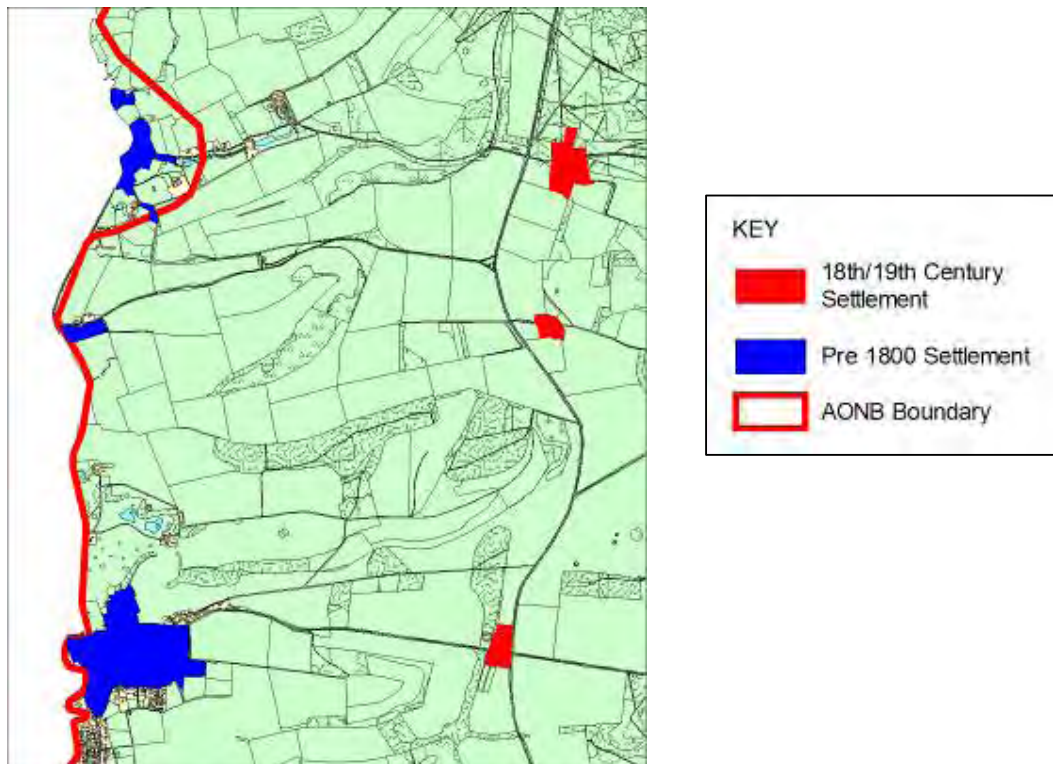 KEY
18th/19th Century
Settlement
Pre 1800 Settlement
AONB Boundary